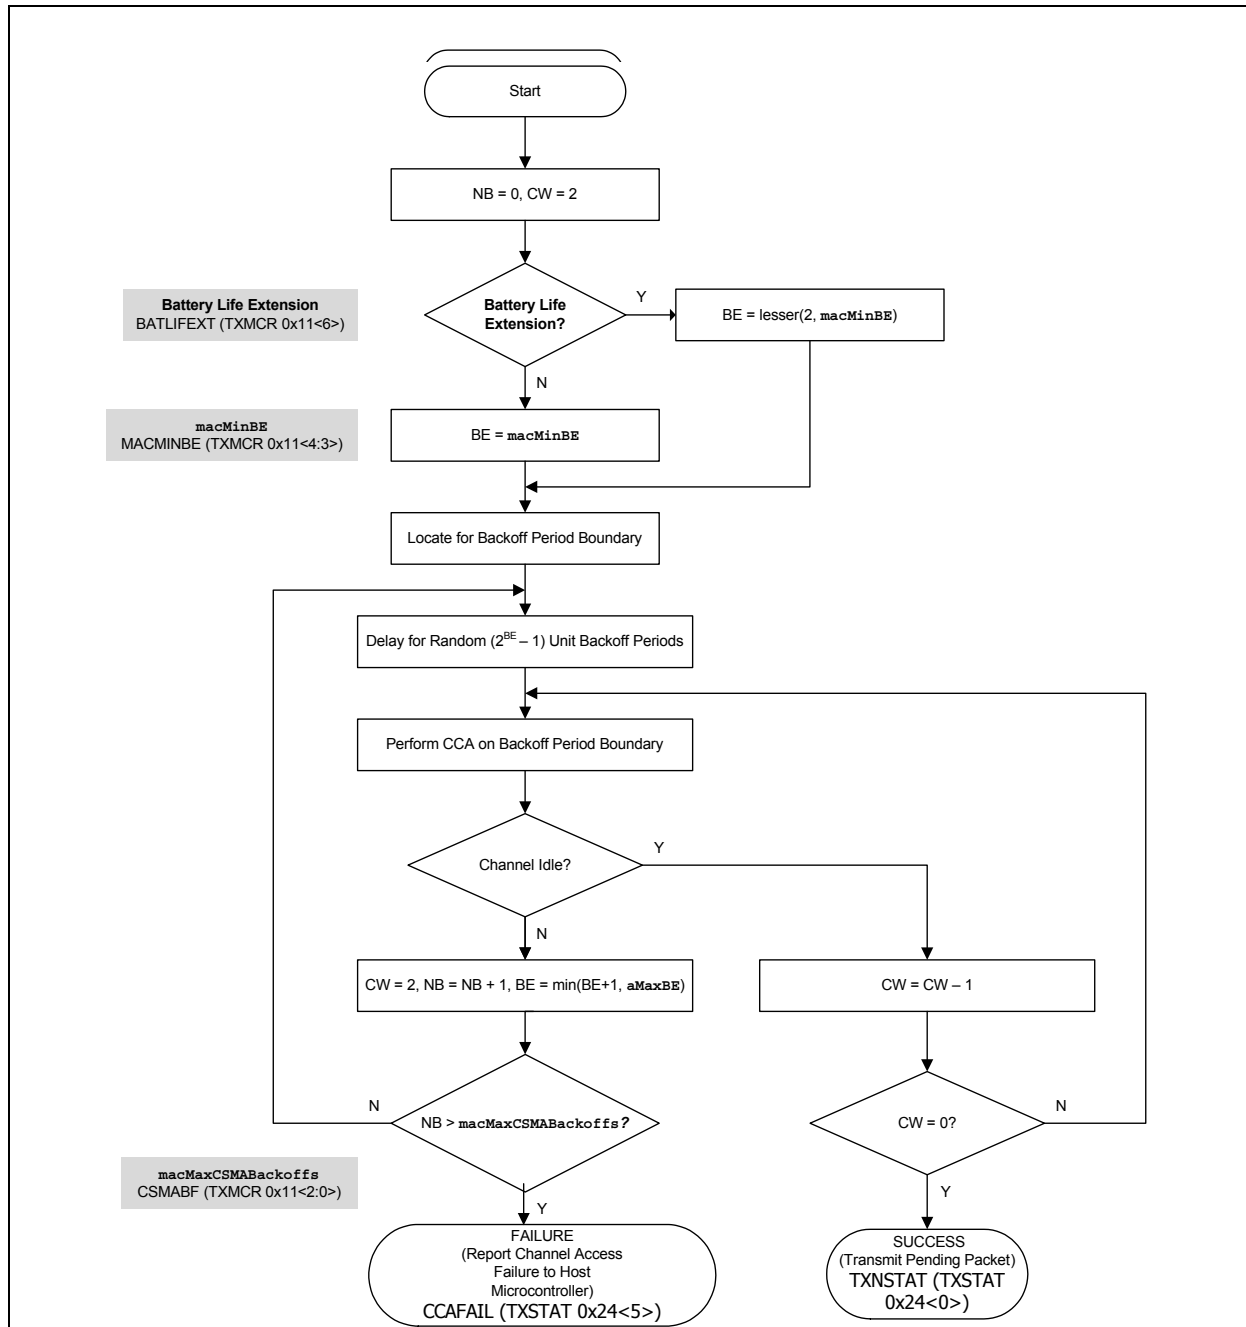 Start
NB = 0, CW = 2
Battery Life Extension
BATLIFEXT (TXMCR 0x11<6>)
Battery Life
Extension?
Y
BE = lesser(2, macMinBE)
N
macMinBE
MACMINBE (TXMCR 0x11<4:3>)
BE = macMinBE
Locate for Backoff Period Boundary
Delay for Random (2^BE – 1) Unit Backoff Periods
Perform CCA on Backoff Period Boundary
Channel Idle?
Y
N
CW = 2, NB = NB + 1, BE = min(BE+1, aMaxBE)
CW = CW – 1
N
NB > macMaxCSMABackoffs?
CW = 0?
N
macMaxCSMABackoffs
CSMABF (TXMCR 0x11<2:0>)
Y
Y
FAILURE
(Report Channel Access
Failure to Host
Microcontroller)
CCAFAIL (TXSTAT 0x24<5>)
SUCCESS
(Transmit Pending Packet)
TXNSTAT (TXSTAT
0x24<0>)